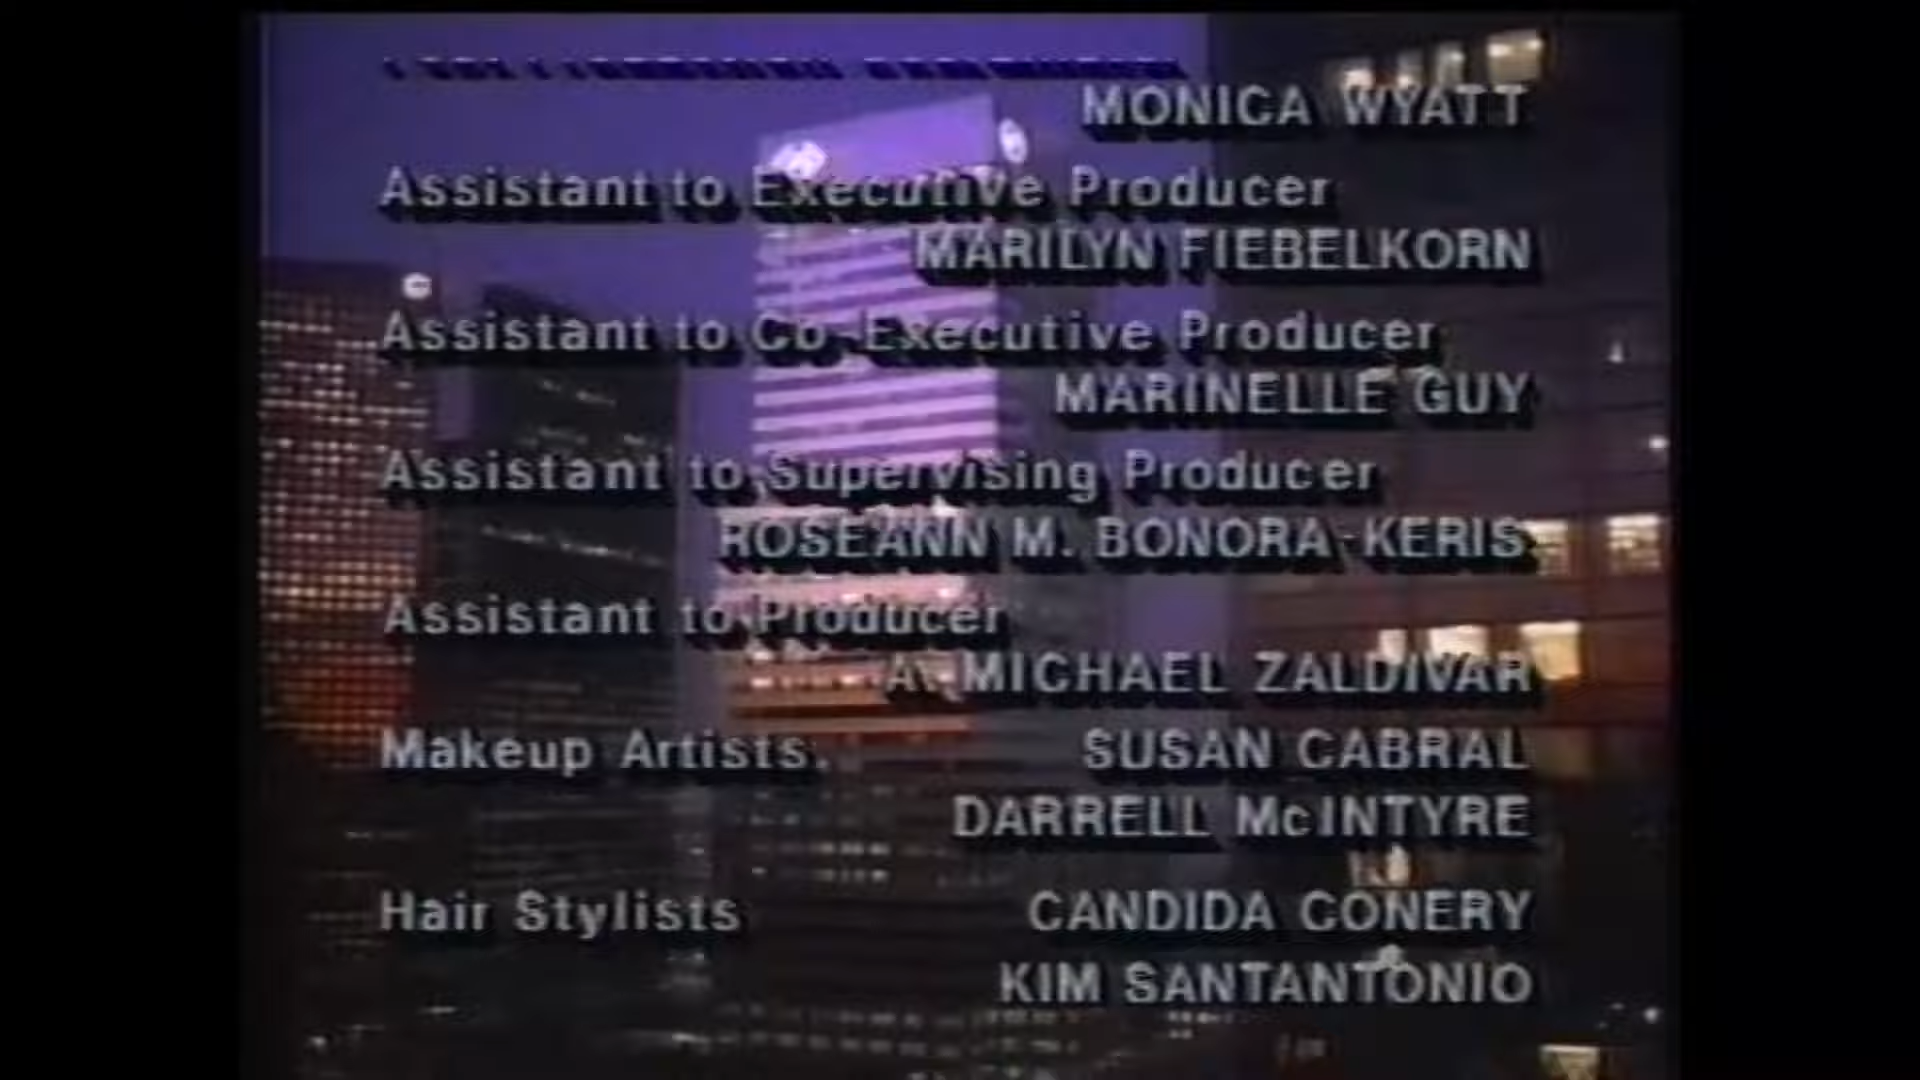 MONICA WYATT
Assistant to Executive Producer
MARILYN FIEBELKORN
Assistant to Co-Executive Producer
MARINELLE GUY
Assistant to Supervising Producer
ROSEANN M. BONORA-KERIS
Assistant to Producer
A. MICHAEL ZALDIVAR
Makeup Artists. SUSAN CABRAL
DARRELL McINTYRE
Hair Stylists CANDIDA CONERY
KIM SANTANTONIO